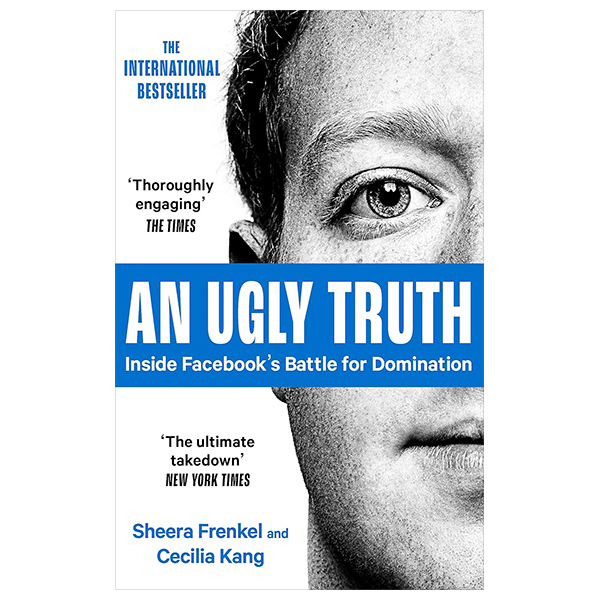 THE
INTERNATIONAL
BESTSELLER
‘Thoroughly
engaging’
THE TIMES
AN UGLY TRUTH
Inside Facebook’s Battle for Domination
‘The ultimate
takedown’
NEW YORK TIMES
Sheera Frenkel and
Cecilia Kang